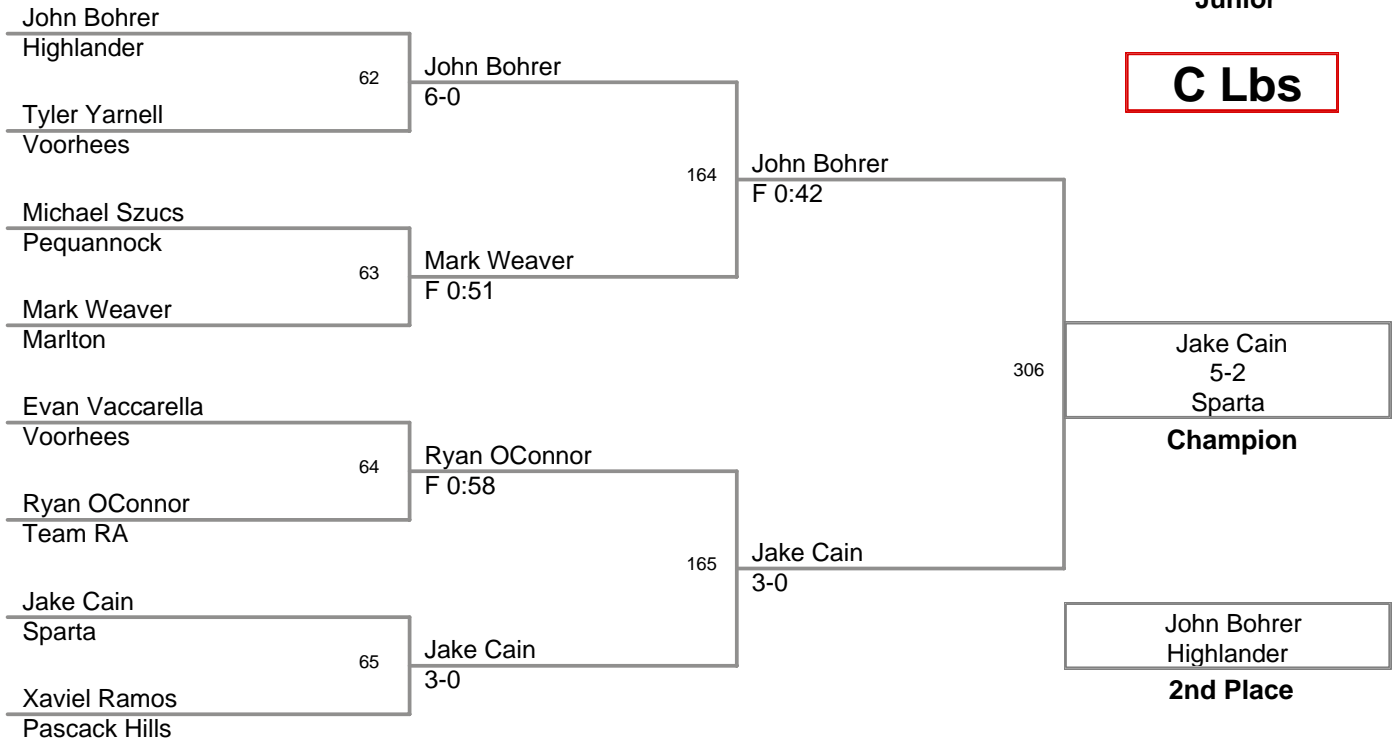 Junior
C Lbs
John Bohrer
Highlander
62
Tyler Yarnell
Voorhees
John Bohrer
6-0
Michael Szucs
Pequannock
63
Mark Weaver
Marlton
Mark Weaver
F 0:51
164
John Bohrer
F 0:42
Evan Vaccarella
Voorhees
64
Ryan OConnor
Team RA
Ryan OConnor
F 0:58
Jake Cain
Sparta
65
Xaviel Ramos
Pascack Hills
Jake Cain
3-0
165
Jake Cain
3-0
306
Jake Cain
5-2
Sparta
Champion
John Bohrer
Highlander
2nd Place